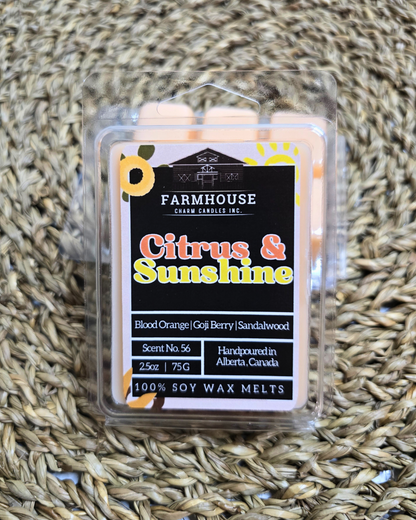 FARMHOUSE
CHARM CANDLES INC.
Citrus &
Sunshine
Blood Orange | Goji Berry | Sandalwood
Scent No. 56
2.5oz | 75 G
Handpoured in
Alberta, Canada
100% SOY WAX MELTS